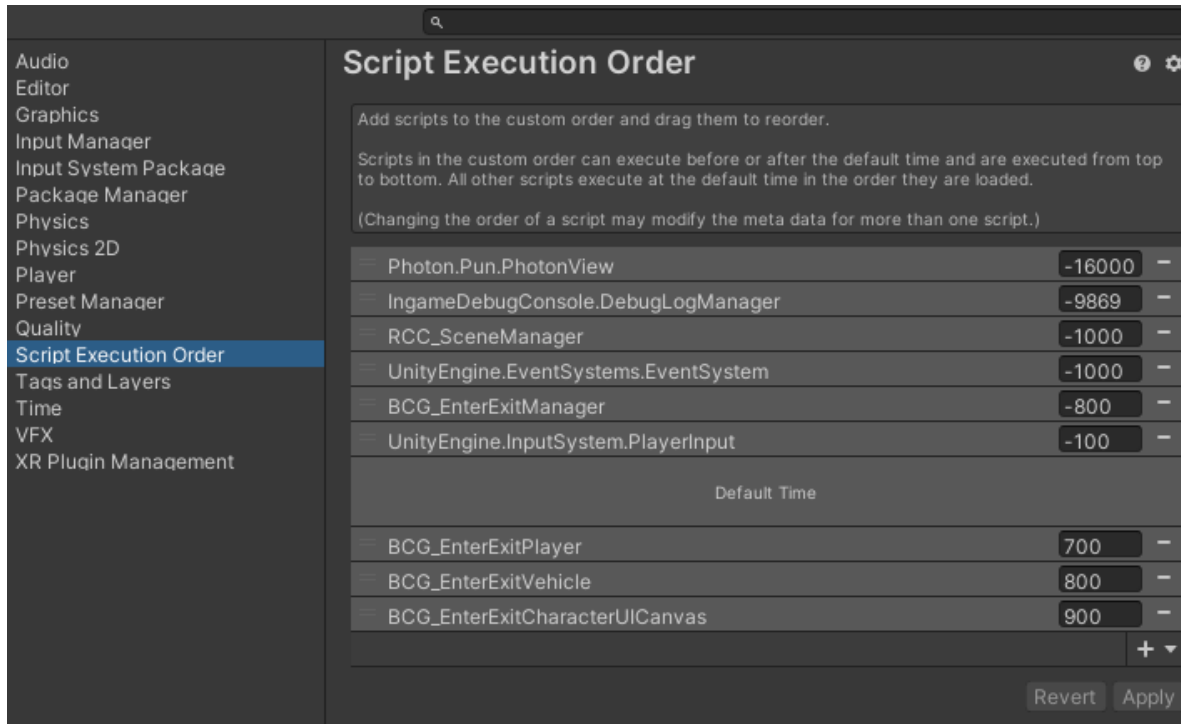 Audio
Editor
Graphics
Input Manager
Input System Package
Package Manager
Physics
Physics 2D
Player
Preset Manager
Quality
Script Execution Order
Tags and Layers
Time
VFX
XR Plugin Management
Script Execution Order
Add scripts to the custom order and drag them to reorder.
Scripts in the custom order can execute before or after the default time and are executed from top
to bottom. All other scripts execute at the default time in the order they are loaded.
(Changing the order of a script may modify the meta data for more than one script.)
Photon.Pun.PhotonView -16000
IngameDebugConsole.DebugLogManager -9869
RCC_SceneManager -1000
UnityEngine.EventSystems.EventSystem -1000
BCG_EnterExitManager -800
UnityEngine.InputSystem.PlayerInput -100
Default Time
BCG_EnterExitPlayer 700
BCG_EnterExitVehicle 800
BCG_EnterExitCharacterUICanvas 900
Revert Apply